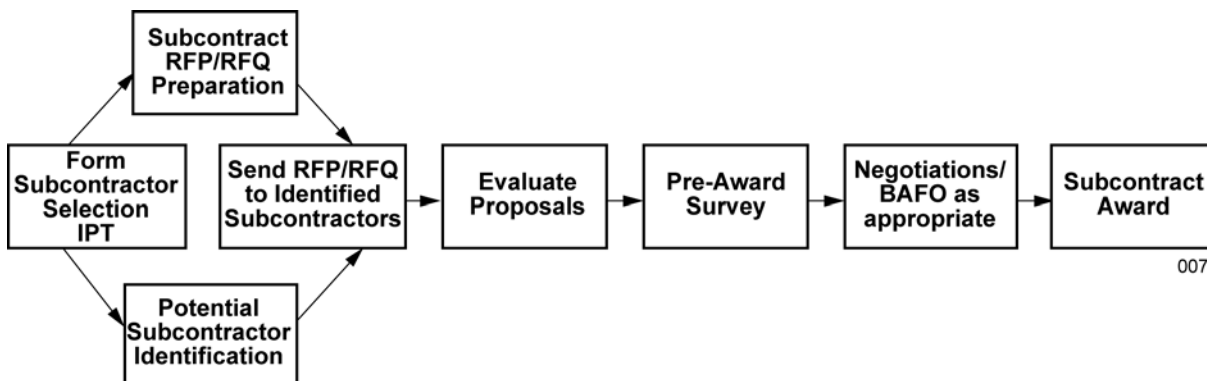 Subcontract
RFP/RFQ
Preparation
Form
Subcontractor
Selection
IPT
Send RFP/RFQ
to Identified
Subcontractors
Evaluate
Proposals
Pre-Award
Survey
Negotiations/
BAFO as
appropriate
Subcontract
Award
007
Potential
Subcontractor
Identification